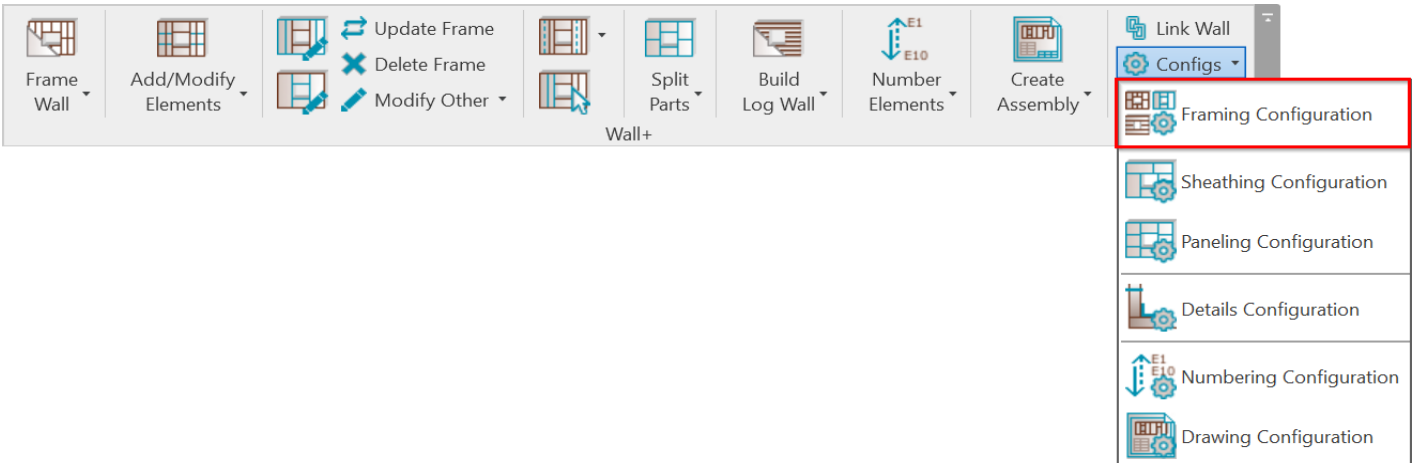 Frame
Wall
Add/Modify
Elements
Update Frame
Delete Frame
Modify Other
Split
Parts
Build
Log Wall
E1
E10
Number
Elements
Create
Assembly
Link Wall
Configs
Wall+
Framing Configuration
Sheathing Configuration
Paneling Configuration
Details Configuration
E1
E10
Numbering Configuration
Drawing Configuration